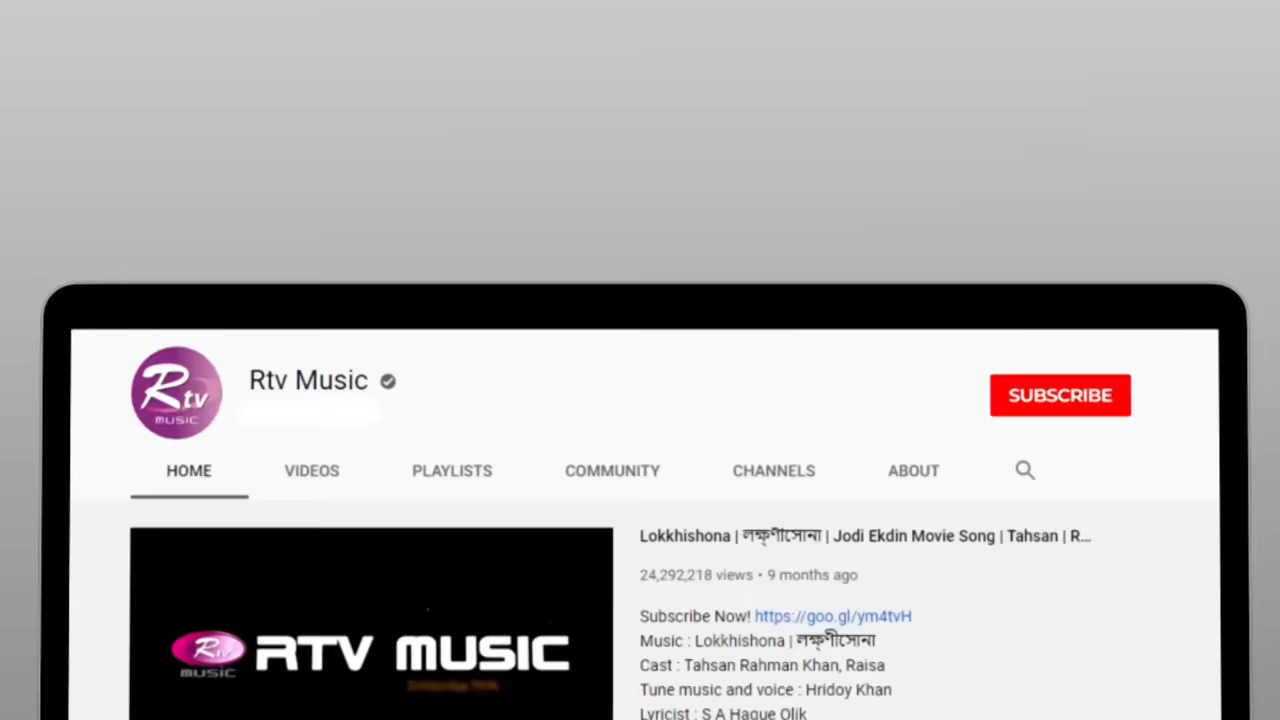 Rtv
MUSIC
Rtv Music
SUBSCRIBE
HOME VIDEOS PLAYLISTS COMMUNITY CHANNELS ABOUT
Lokkhishona | লক্ষ্ণীসোনা | Jodi Ekdin Movie Song | Tahsan | R...
24,292,218 views • 9 months ago
Subscribe Now! https://goo.gl/ym4tvH
Music : Lokkhishona | লক্ষ্ণীসোনা
Cast : Tahsan Rahman Khan, Raisa
Tune music and voice : Hridoy Khan
Lyricist : S A Haque Olik
Rtv
MUSIC
RTV MUSIC